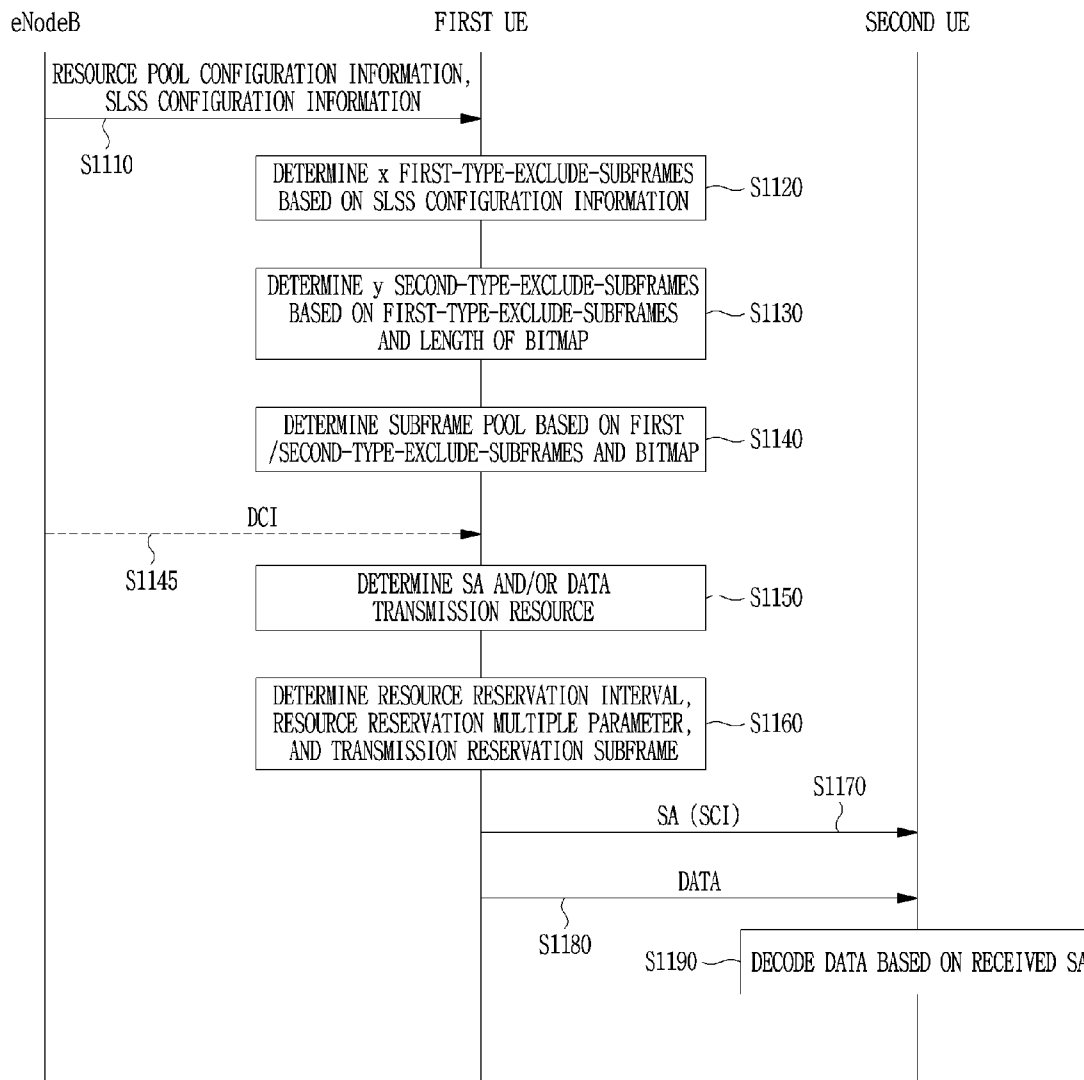 eNodeB
FIRST UE
SECOND UE
RESOURCE POOL CONFIGURATION INFORMATION,
SLSS CONFIGURATION INFORMATION
S1110
DETERMINE x FIRST-TYPE-EXCLUDE-SUBFRAMES
BASED ON SLSS CONFIGURATION INFORMATION
S1120
DETERMINE y SECOND-TYPE-EXCLUDE-SUBFRAMES
BASED ON FIRST-TYPE-EXCLUDE-SUBFRAMES
AND LENGTH OF BITMAP
S1130
DETERMINE SUBFRAME POOL BASED ON FIRST
/SECOND-TYPE-EXCLUDE-SUBFRAMES AND BITMAP
S1140
DCI
S1145
DETERMINE SA AND/OR DATA
TRANSMISSION RESOURCE
S1150
DETERMINE RESOURCE RESERVATION INTERVAL,
RESOURCE RESERVATION MULTIPLE PARAMETER,
AND TRANSMISSION RESERVATION SUBFRAME
S1160
SA (SCI)
S1170
DATA
S1180
S1190
DECODE DATA BASED ON RECEIVED SA